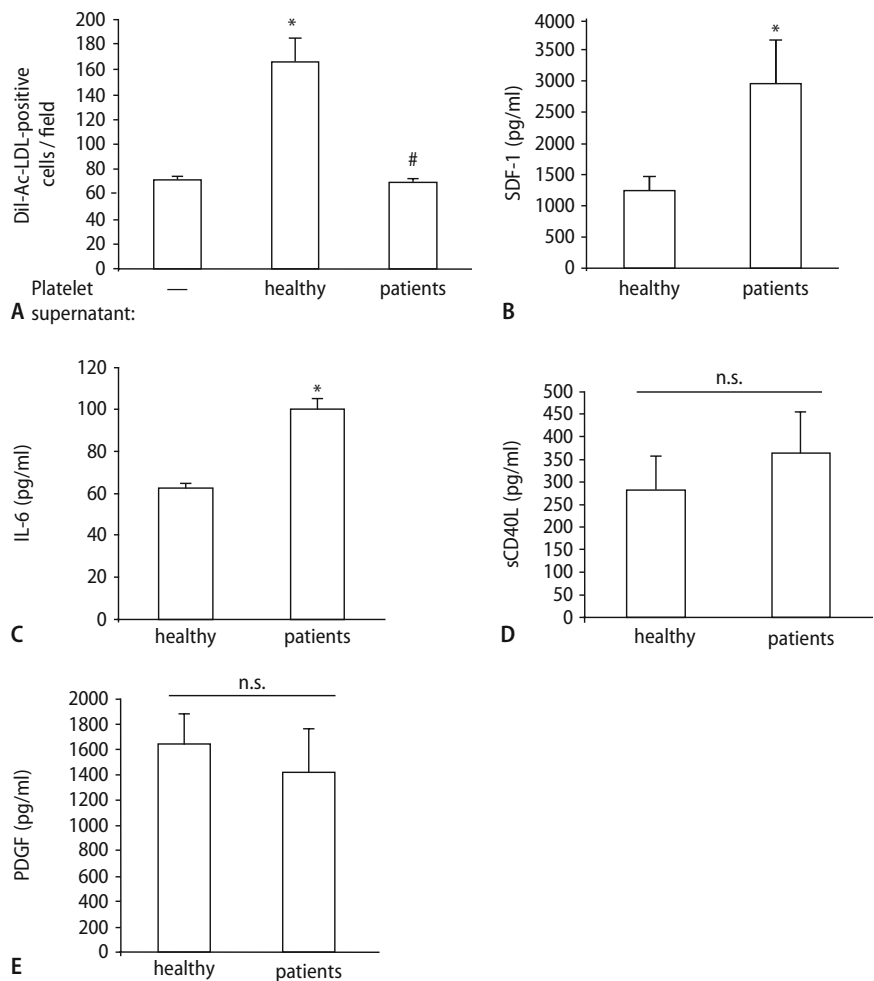 200
180
160
140
120
100
80
60
40
20
0
DiI-Ac-LDL-positive
cells / field
*
#
Platelet
supernatant:
— healthy patients
A
4000
3500
3000
2500
2000
1500
1000
500
0
SDF-1 (pg/ml)
*
healthy patients
B
120
100
80
60
40
20
0
IL-6 (pg/ml)
*
healthy patients
C
500
450
400
350
300
250
200
150
100
50
0
sCD40L (pg/ml)
n.s.
healthy patients
D
2000
1800
1600
1400
1200
1000
800
600
400
200
0
PDGF (pg/ml)
n.s.
healthy patients
E